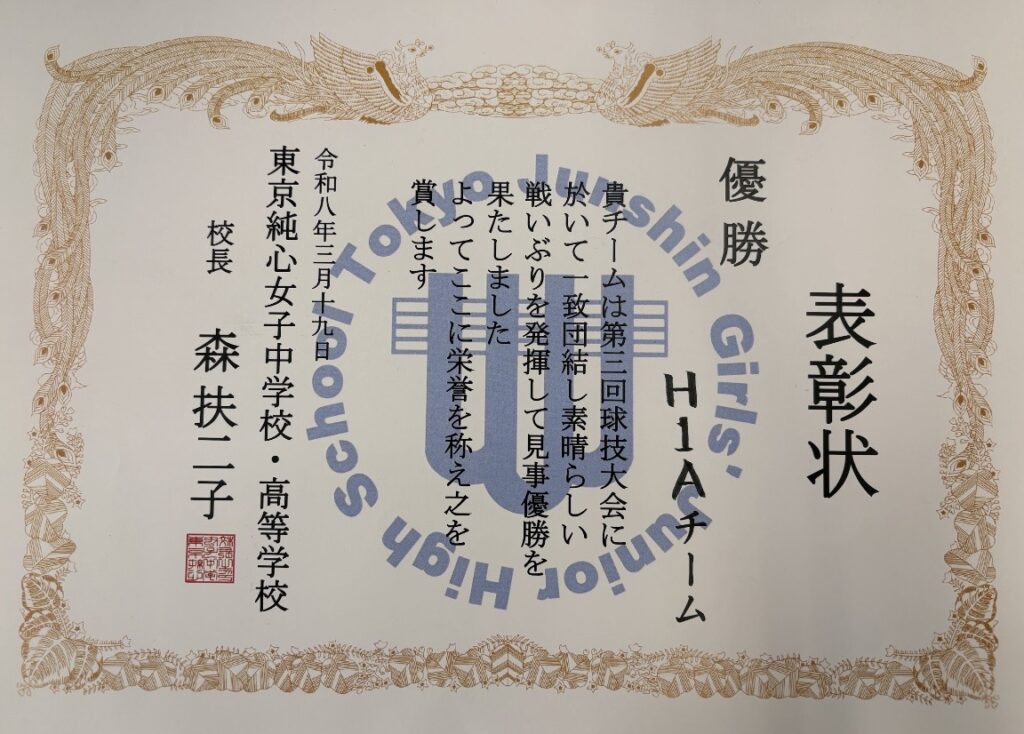 表彰状
優勝
H1Aチーム
貴チームは第三回球技大会に
於いて一致団結し素晴らしい
戦いぶりを発揮して見事優勝を
果たしました
よってここに栄誉を称え之を
賞します
令和八年三月十九日
東京純心女子中学校・高等学校
校長 森扶二子
Tokyo Junshin Girls' Junior High School